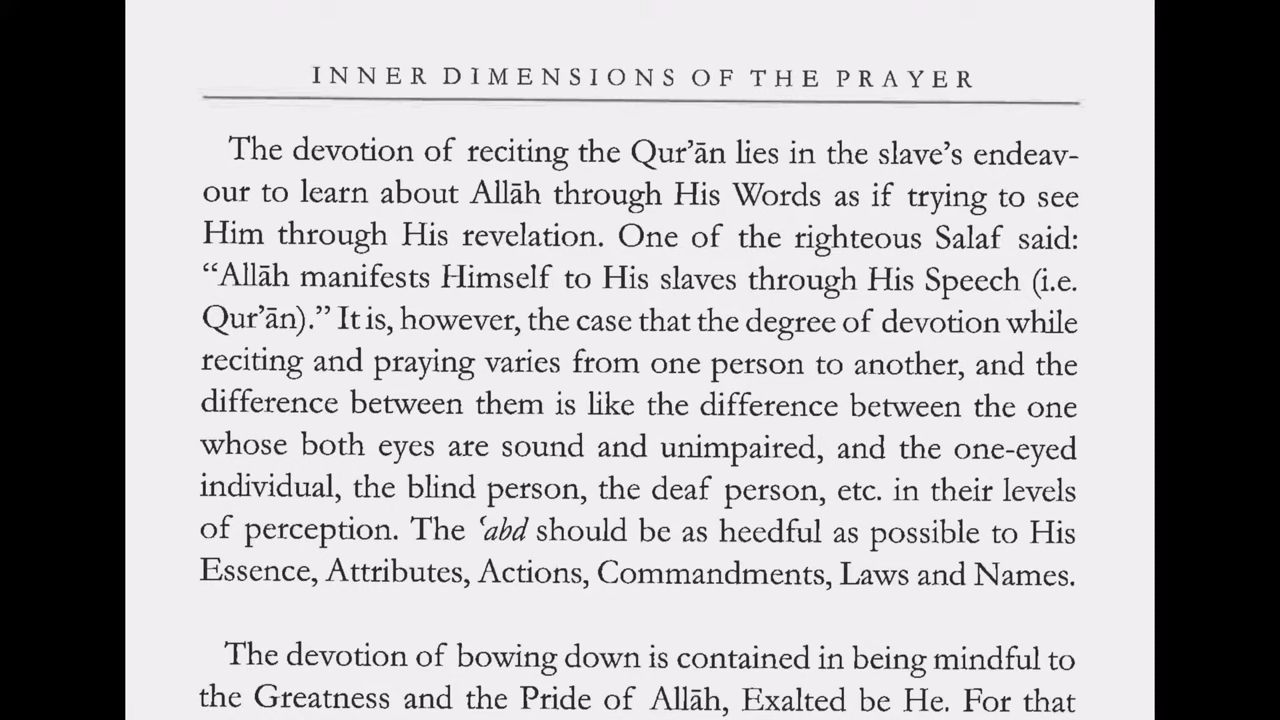 INNER DIMENSIONS OF THE PRAYER
The devotion of reciting the Qur’ān lies in the slave’s endeav-
our to learn about Allāh through His Words as if trying to see
Him through His revelation. One of the righteous Salaf said:
“Allāh manifests Himself to His slaves through His Speech (i.e.
Qur’ān).” It is, however, the case that the degree of devotion while
reciting and praying varies from one person to another, and the
difference between them is like the difference between the one
whose both eyes are sound and unimpaired, and the one-eyed
individual, the blind person, the deaf person, etc. in their levels
of perception. The ‘abd should be as heedful as possible to His
Essence, Attributes, Actions, Commandments, Laws and Names.
The devotion of bowing down is contained in being mindful to
the Greatness and the Pride of Allāh, Exalted be He. For that